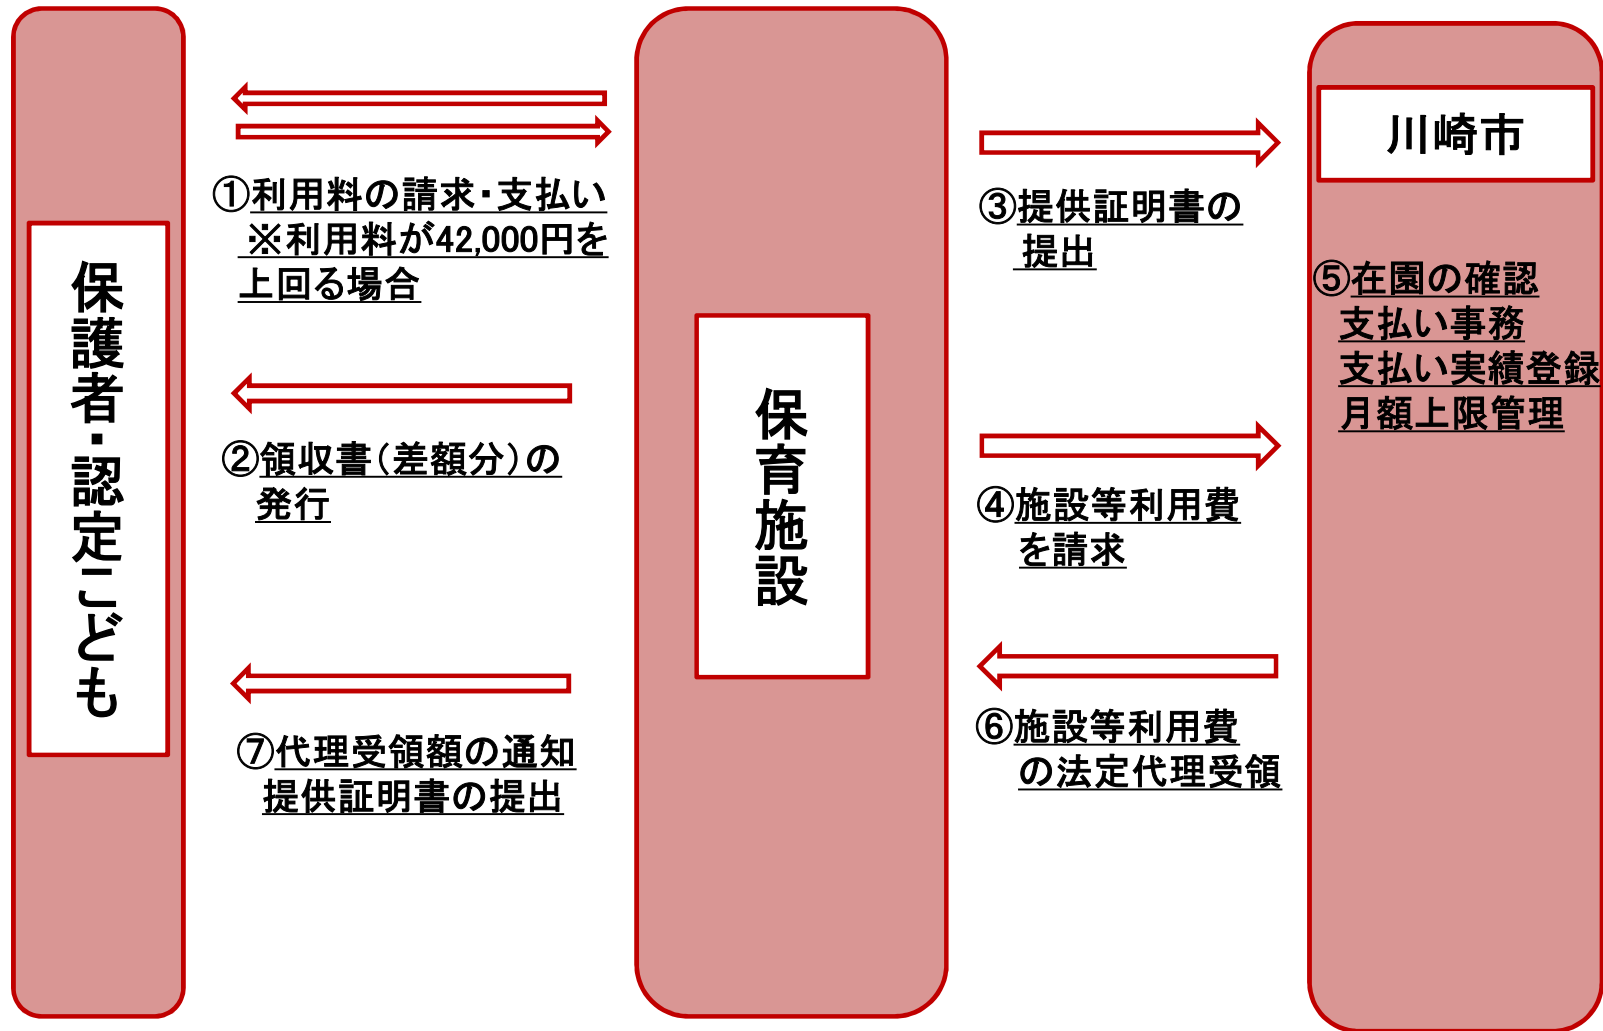 保護者・認定こども
①利用料の請求・支払い
※利用料が42,000円を
上回る場合
②領収書（差額分）の
発行
⑦代理受領額の通知
提供証明書の提出
保育施設
③提供証明書の
提出
④施設等利用費
を請求
⑥施設等利用費
の法定代理受領
川崎市
⑤在園の確認
支払い事務
支払い実績登録
月額上限管理